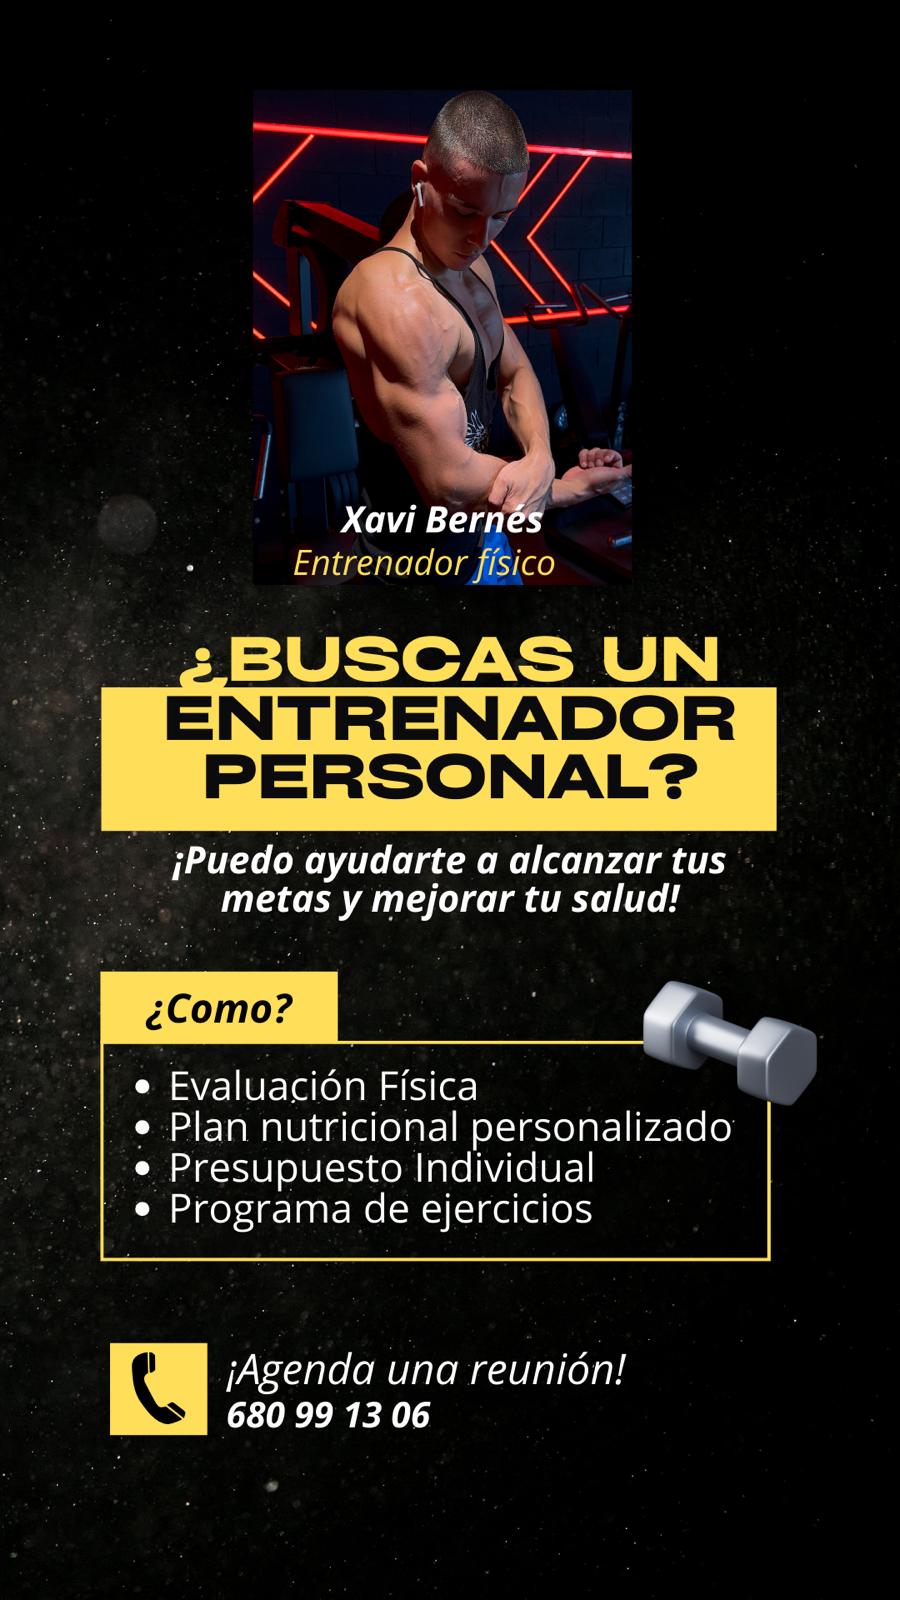 Xavi Bernés
Entrenador físico
¿BUSCAS UN
ENTRENADOR
PERSONAL?
¡Puedo ayudarte a alcanzar tus
metas y mejorar tu salud!
¿Como?
• Evaluación Física
• Plan nutricional personalizado
• Presupuesto Individual
• Programa de ejercicios
¡Agenda una reunión!
680 99 13 06